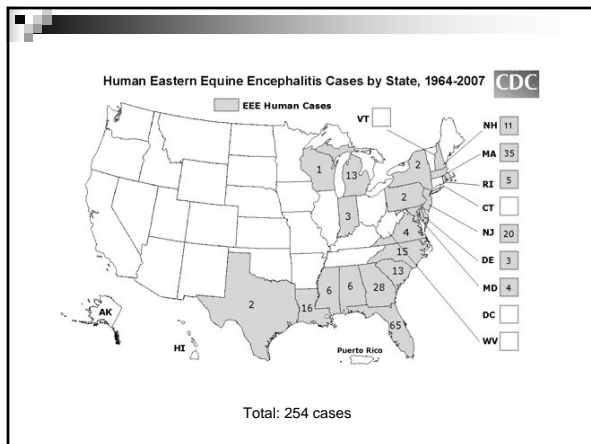 Human Eastern Equine Encephalitis Cases by State, 1964-2007
CDC
EEE Human Cases
VT
NH 11
MA 35
RI 5
CT
NJ 20
DE 3
MD 4
DC
WV
1
13
2
2
3
4
15
13
6
6
28
2
16
65
AK
HI
Puerto Rico
Total: 254 cases